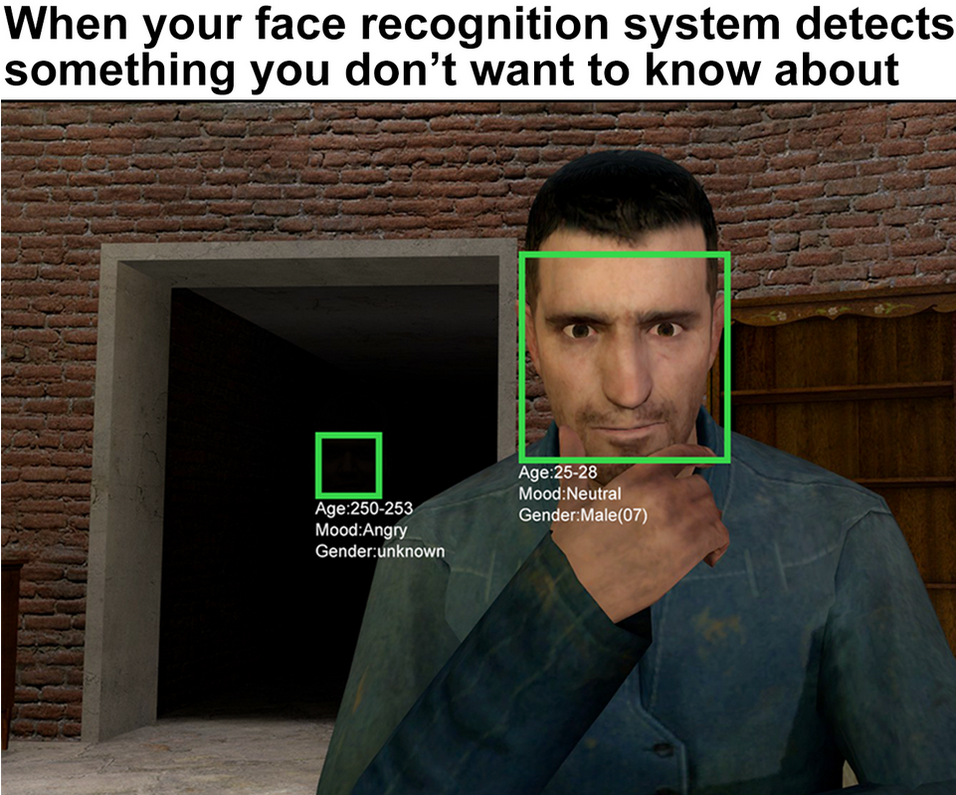 When your face recognition system detects
something you don't want to know about
Age:25-28
Mood:Neutral
Gender:Male(07)
Age:250-253
Mood:Angry
Gender:unknown